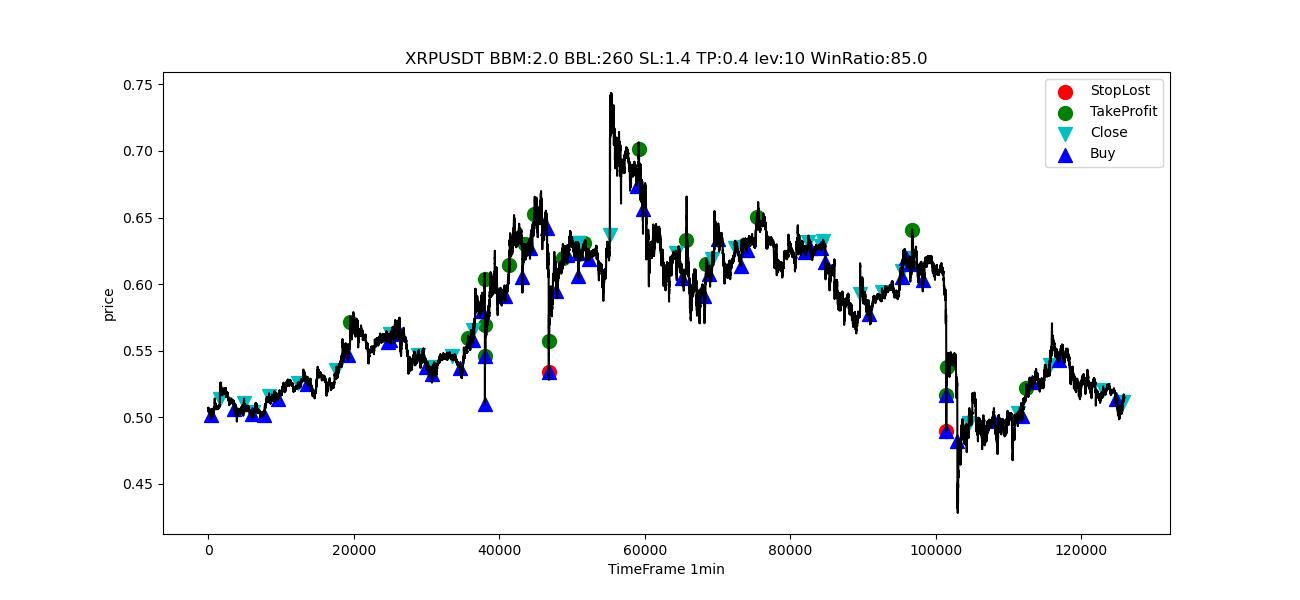 XRPUSDT BBM:2.0 BBL:260 SL:1.4 TP:0.4 lev:10 WinRatio:85.0
StopLost
TakeProfit
Close
Buy
0.75
0.70
0.65
0.60
0.55
0.50
0.45
price
0 20000 40000 60000 80000 100000 120000
TimeFrame 1min